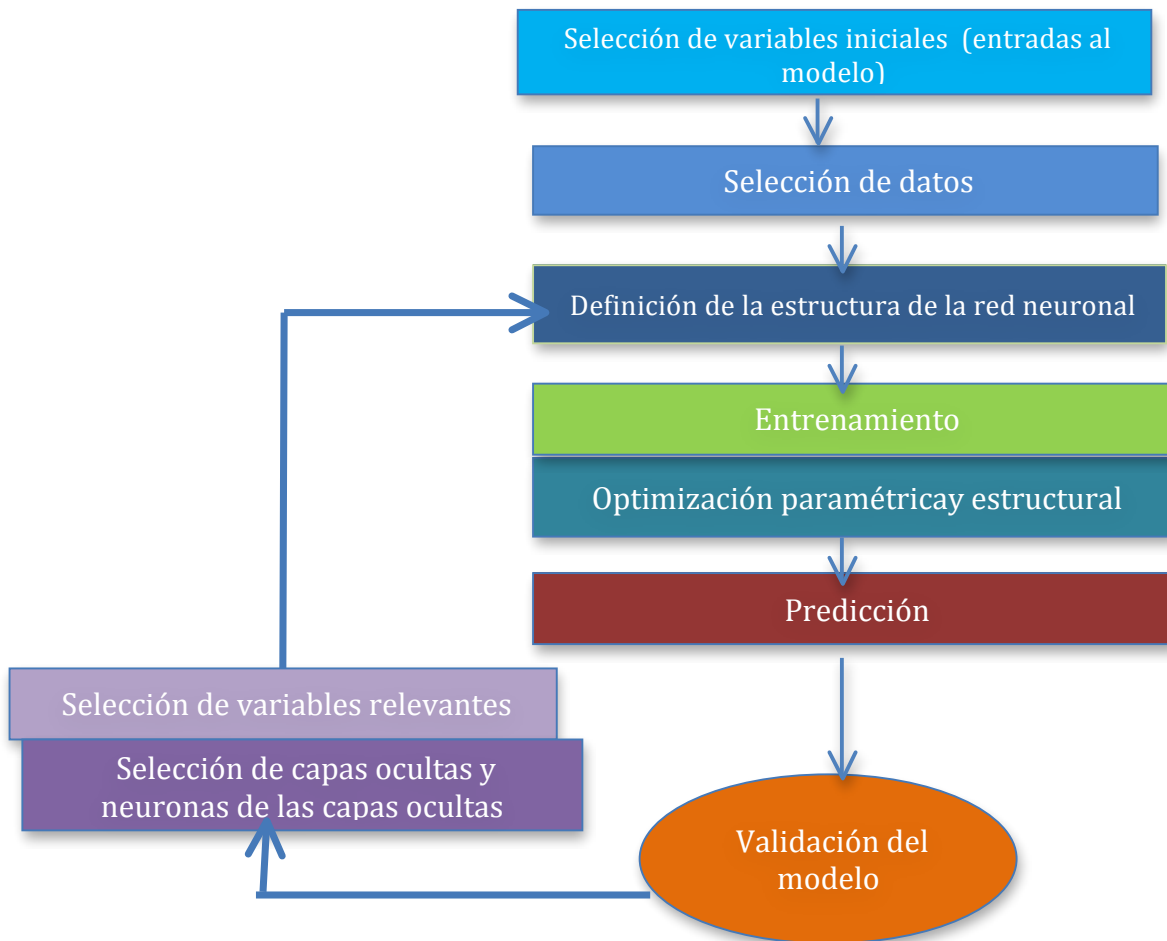 Selección de variables iniciales (entradas al
modelo)
Selección de datos
Definición de la estructura de la red neuronal
Entrenamiento
Optimización paramétricay estructural
Predicción
Selección de variables relevantes
Selección de capas ocultas y
neuronas de las capas ocultas
Validación del
modelo